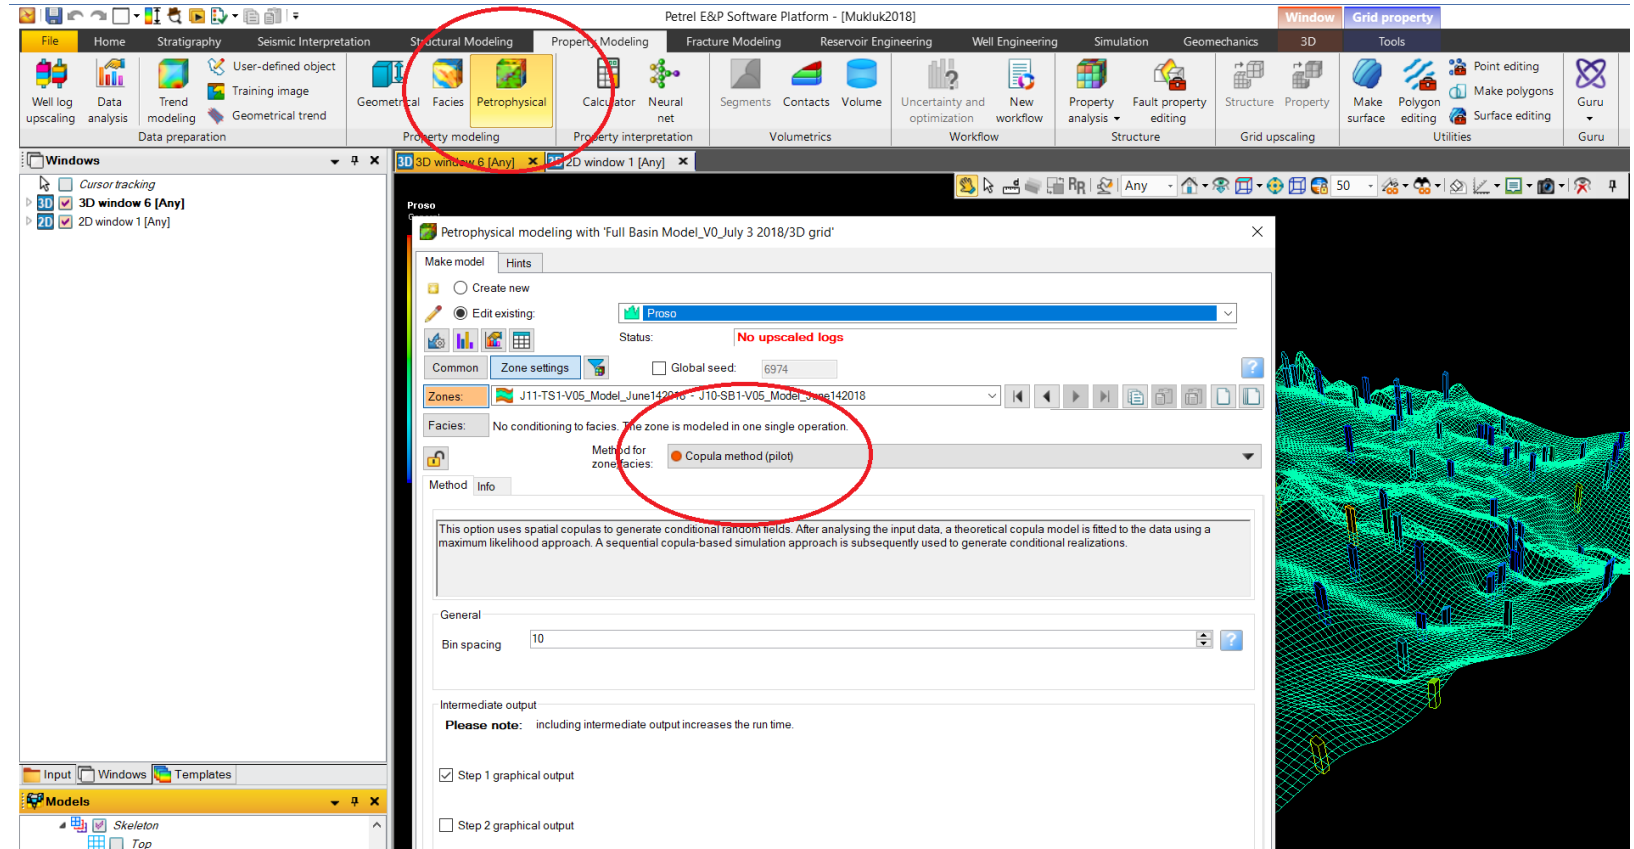 Petrel E&P Software Platform - [Mukluk2018]
Window
Grid property
File Home Stratigraphy Seismic Interpretation Structural Modeling Property Modeling Fracture Modeling Reservoir Engineering Well Engineering Simulation Geomechanics 3D Tools
Well log upscaling
Data analysis
Trend modeling
User-defined object
Training image
Geometrical trend
Geometrical
Facies
Petrophysical
Calculator
Neural net
Segments
Contacts
Volume
Uncertainty and optimization
New workflow
Property analysis
Fault property editing
Structure
Property
Make surface
Polygon editing
Point editing
Make polygons
Surface editing
Guru
Data preparation
Property modeling
Property interpretation
Volumetrics
Workflow
Structure
Grid upscaling
Utilities
Guru
Windows
3D 3D window 6 [Any]
2D window 1 [Any]
Cursor tracking
3D 3D window 6 [Any]
2D 2D window 1 [Any]
Any
50
Proso
Petrophysical modeling with 'Full Basin Model_V0_July 3 2018/3D grid'
Make model Hints
Create new
Edit existing: Proso
Status: No upscaled logs
Common Zone settings Global seed: 6974
Zones: J11-TS1-V05_Model_June142018 - J10-SB1-V05_Model_June142018
Facies: No conditioning to facies. The zone is modeled in one single operation.
Method for
zone/facies: Copula method (pilot)
Method Info
This option uses spatial copulas to generate conditional random fields. After analysing the input data, a theoretical copula model is fitted to the data using a
maximum likelihood approach. A sequential copula-based simulation approach is subsequently used to generate conditional realizations.
General
Bin spacing 10
Intermediate output
Please note: including intermediate output increases the run time.
Step 1 graphical output
Step 2 graphical output
Input Windows Templates
Models
Skeleton
Top